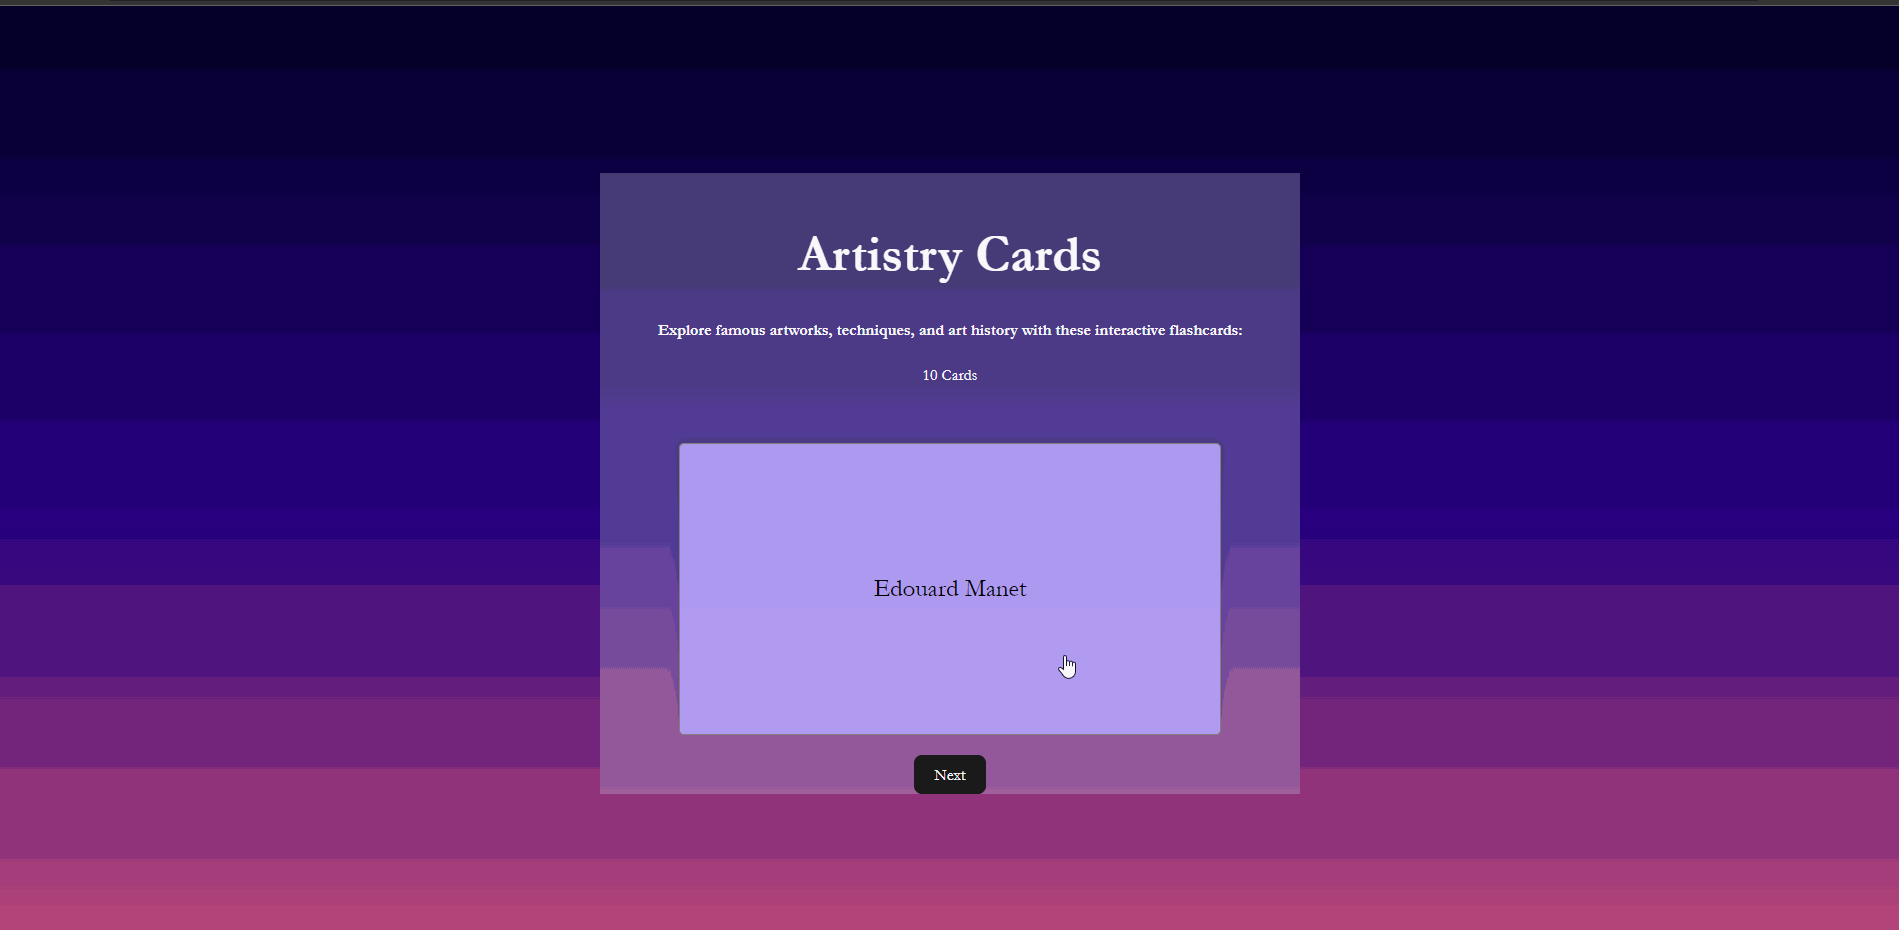 Artistry Cards
Explore famous artworks, techniques, and art history with these interactive flashcards:
10 Cards
Edouard Manet
Next